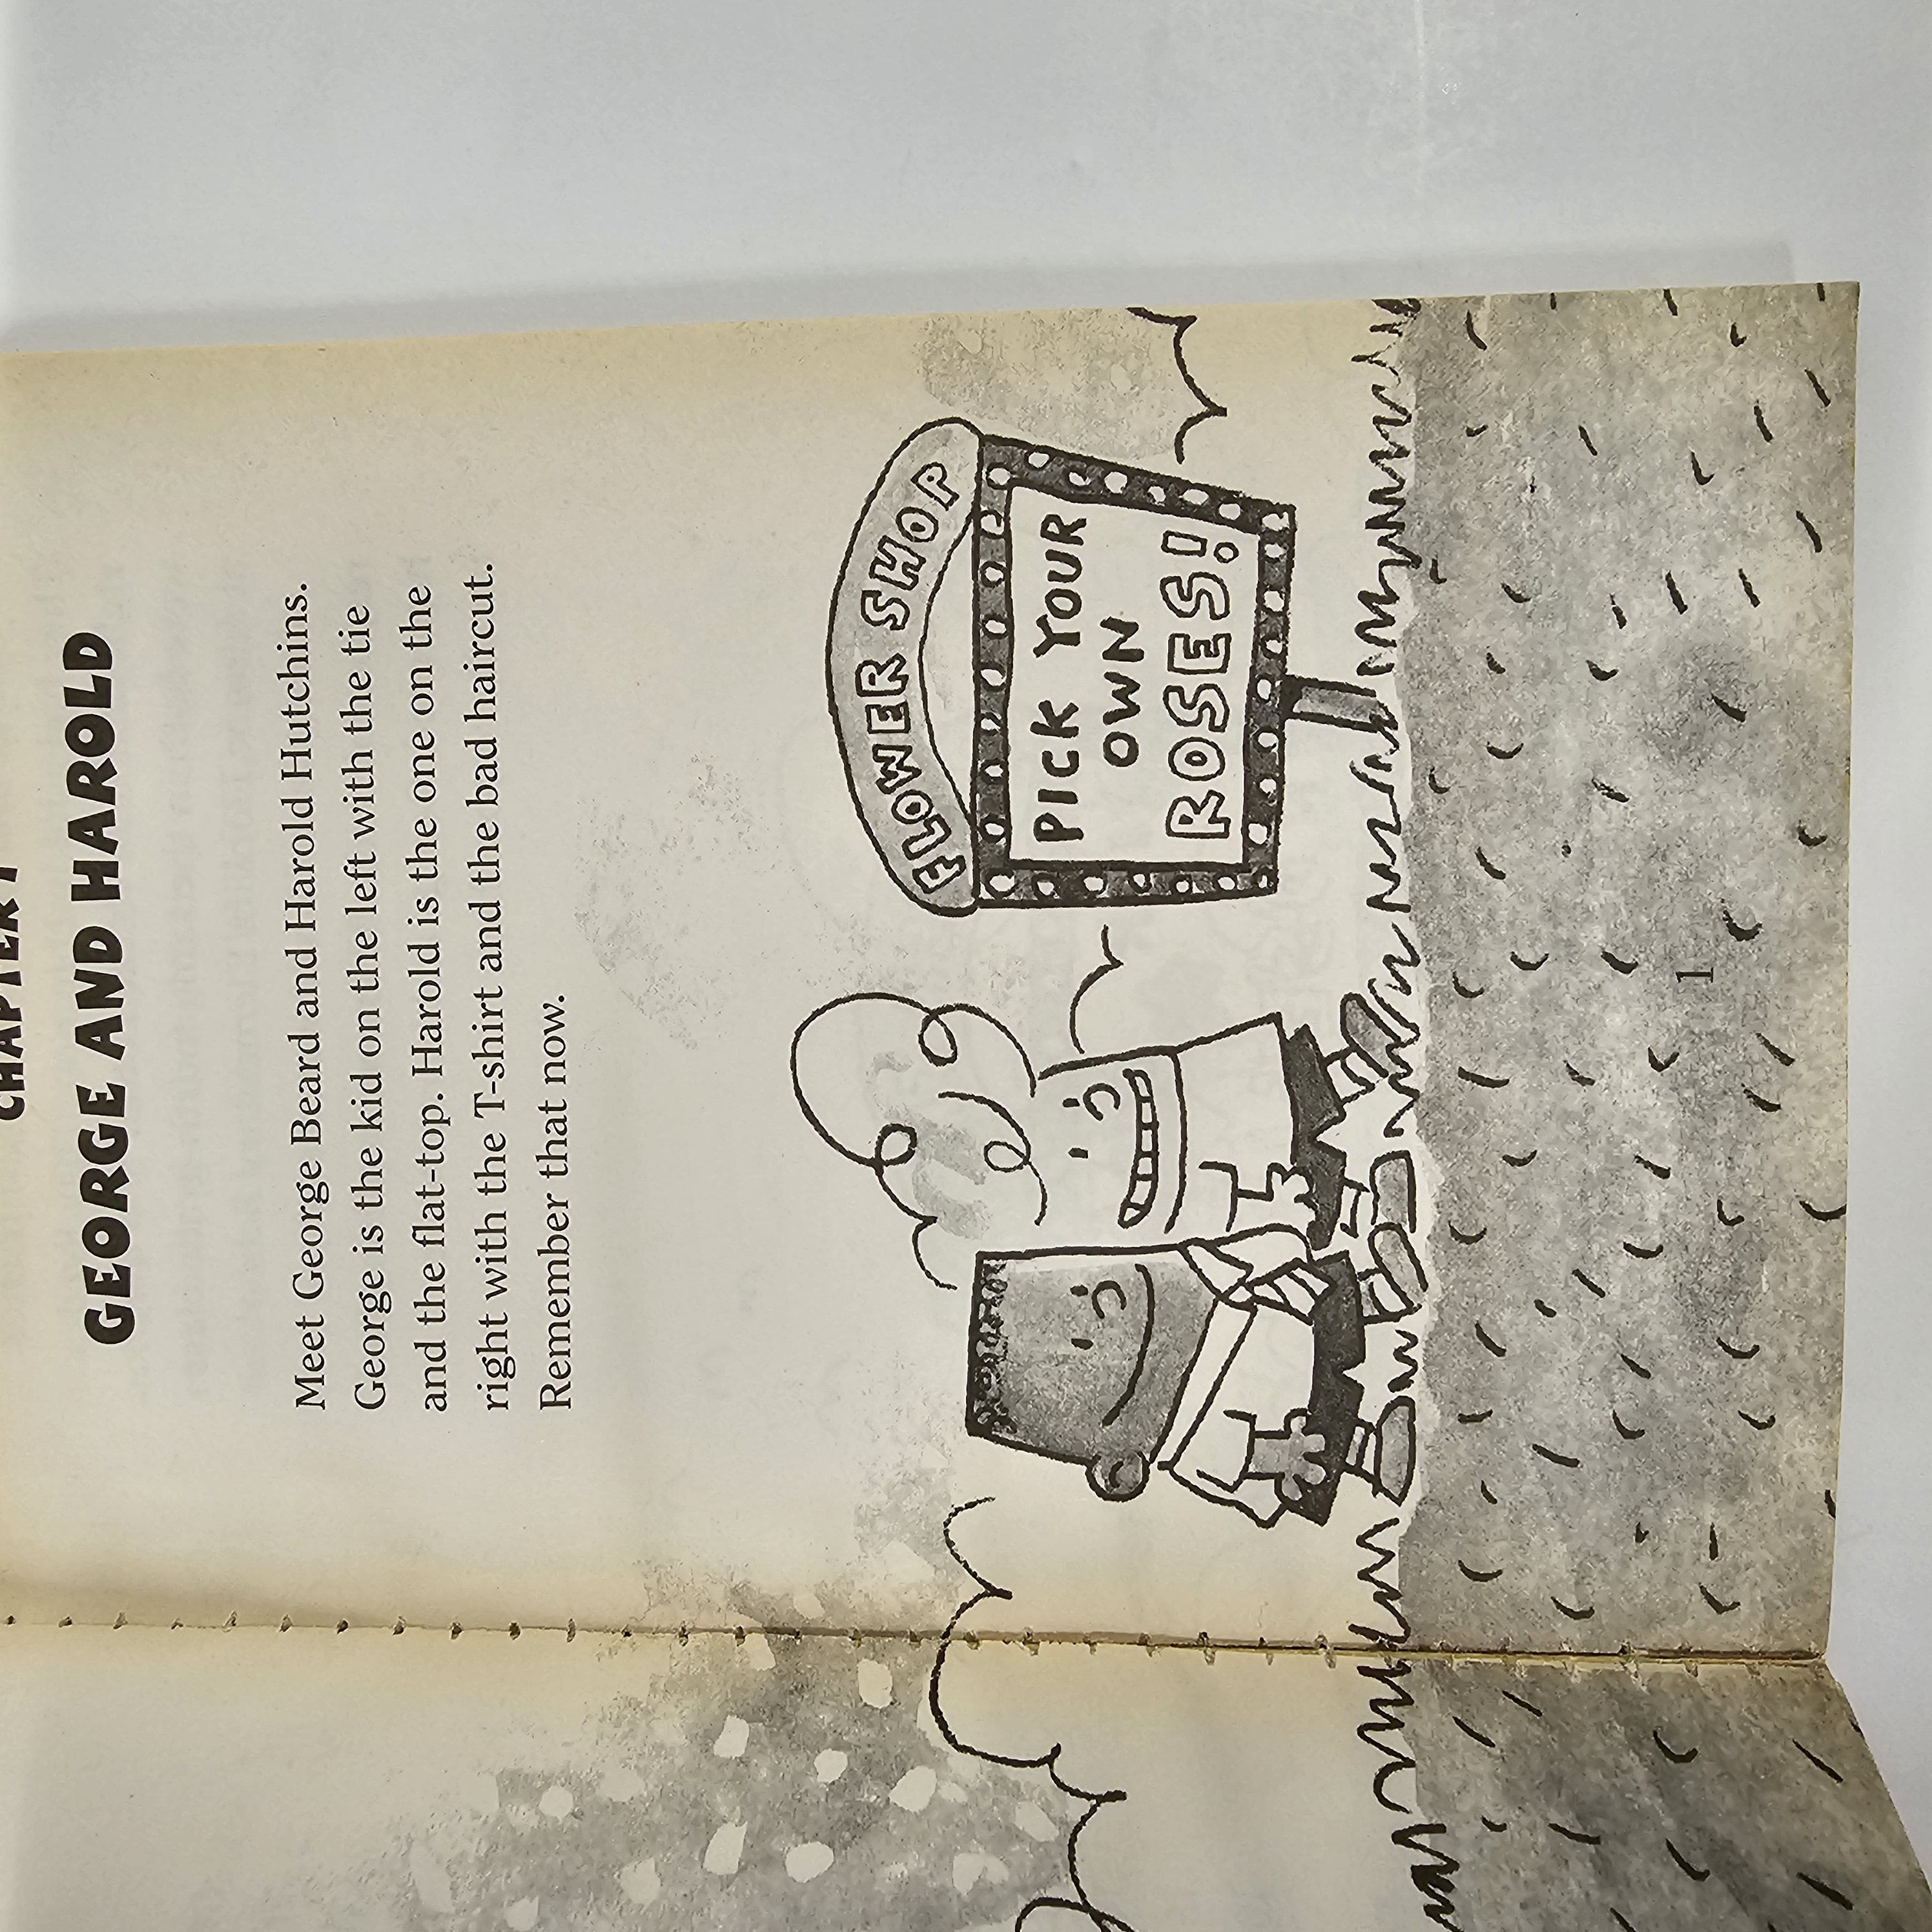 CHAPTER 1
GEORGE AND HAROLD
Meet George Beard and Harold Hutchins.
George is the kid on the left with the tie
and the flat-top. Harold is the one on the
right with the T-shirt and the bad haircut.
Remember that now.
FLOWER SHOP
PICK YOUR
OWN
ROSES!
1